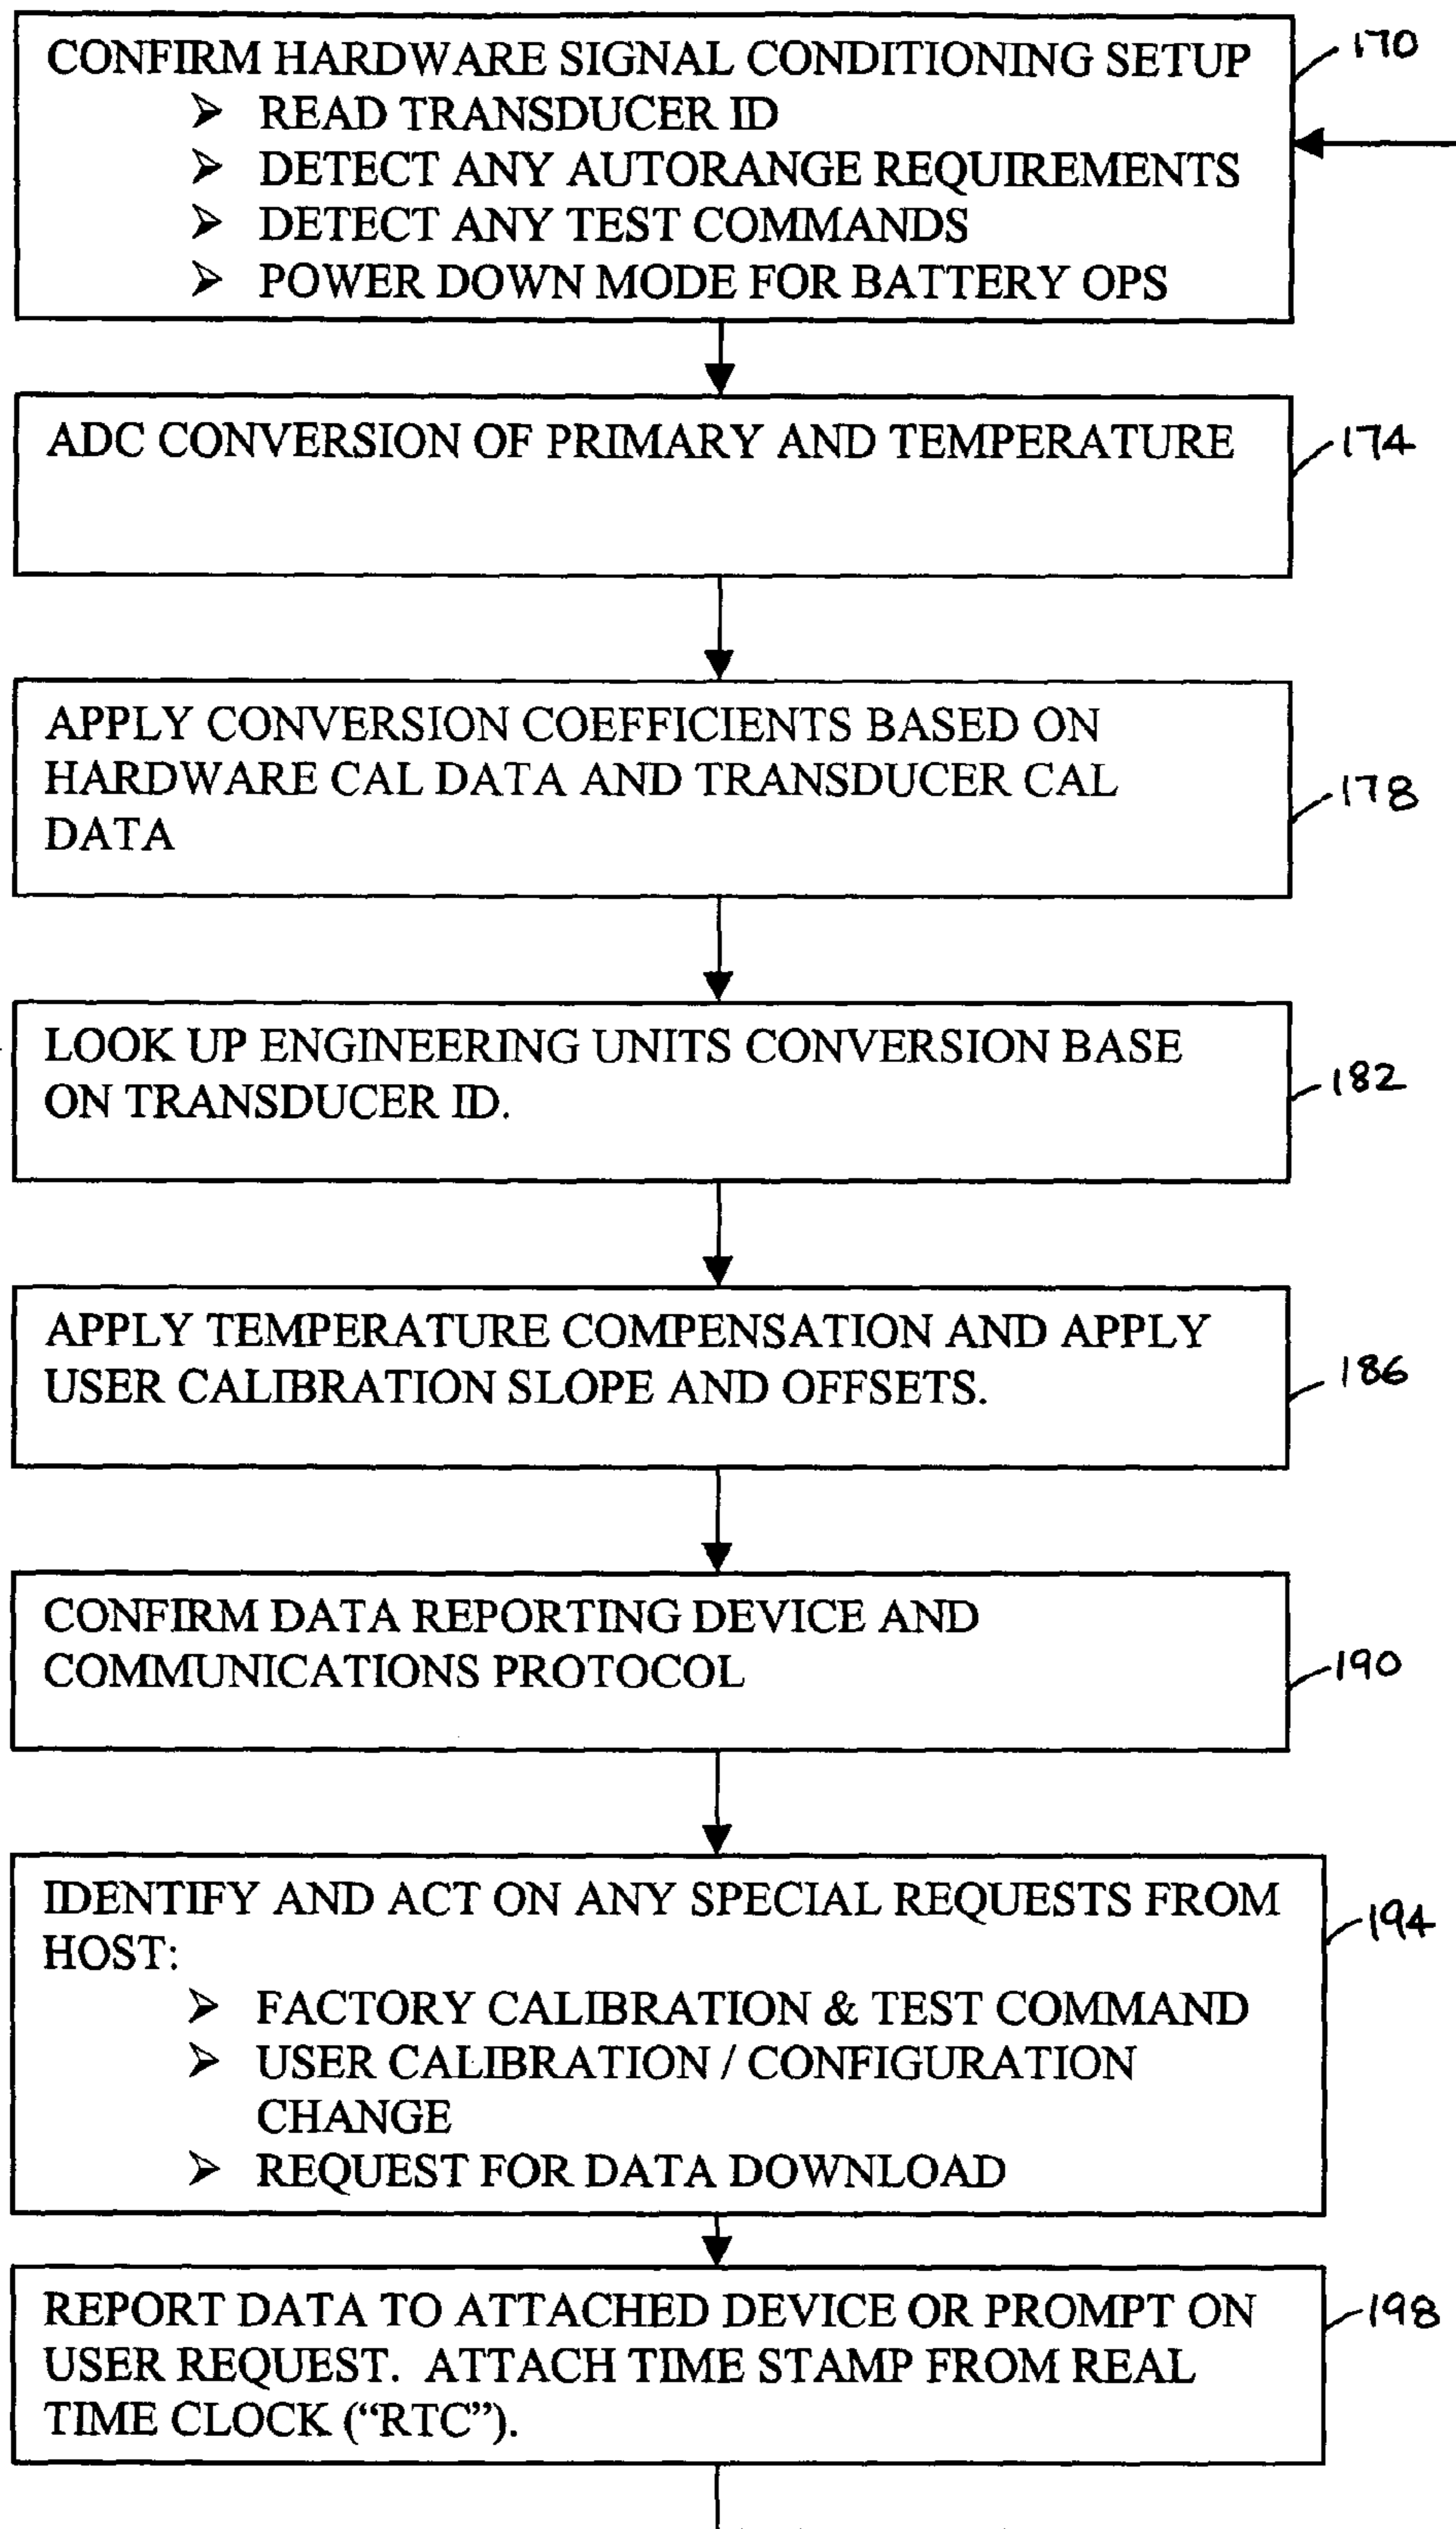 CONFIRM HARDWARE SIGNAL CONDITIONING SETUP
➢ READ TRANSDUCER ID
➢ DETECT ANY AUTORANGE REQUIREMENTS
➢ DETECT ANY TEST COMMANDS
➢ POWER DOWN MODE FOR BATTERY OPS
170
ADC CONVERSION OF PRIMARY AND TEMPERATURE
174
APPLY CONVERSION COEFFICIENTS BASED ON
HARDWARE CAL DATA AND TRANSDUCER CAL
DATA
178
LOOK UP ENGINEERING UNITS CONVERSION BASE
ON TRANSDUCER ID.
182
APPLY TEMPERATURE COMPENSATION AND APPLY
USER CALIBRATION SLOPE AND OFFSETS.
186
CONFIRM DATA REPORTING DEVICE AND
COMMUNICATIONS PROTOCOL
190
IDENTIFY AND ACT ON ANY SPECIAL REQUESTS FROM
HOST:
➢ FACTORY CALIBRATION & TEST COMMAND
➢ USER CALIBRATION / CONFIGURATION
CHANGE
➢ REQUEST FOR DATA DOWNLOAD
194
REPORT DATA TO ATTACHED DEVICE OR PROMPT ON
USER REQUEST. ATTACH TIME STAMP FROM REAL
TIME CLOCK (“RTC”).
198